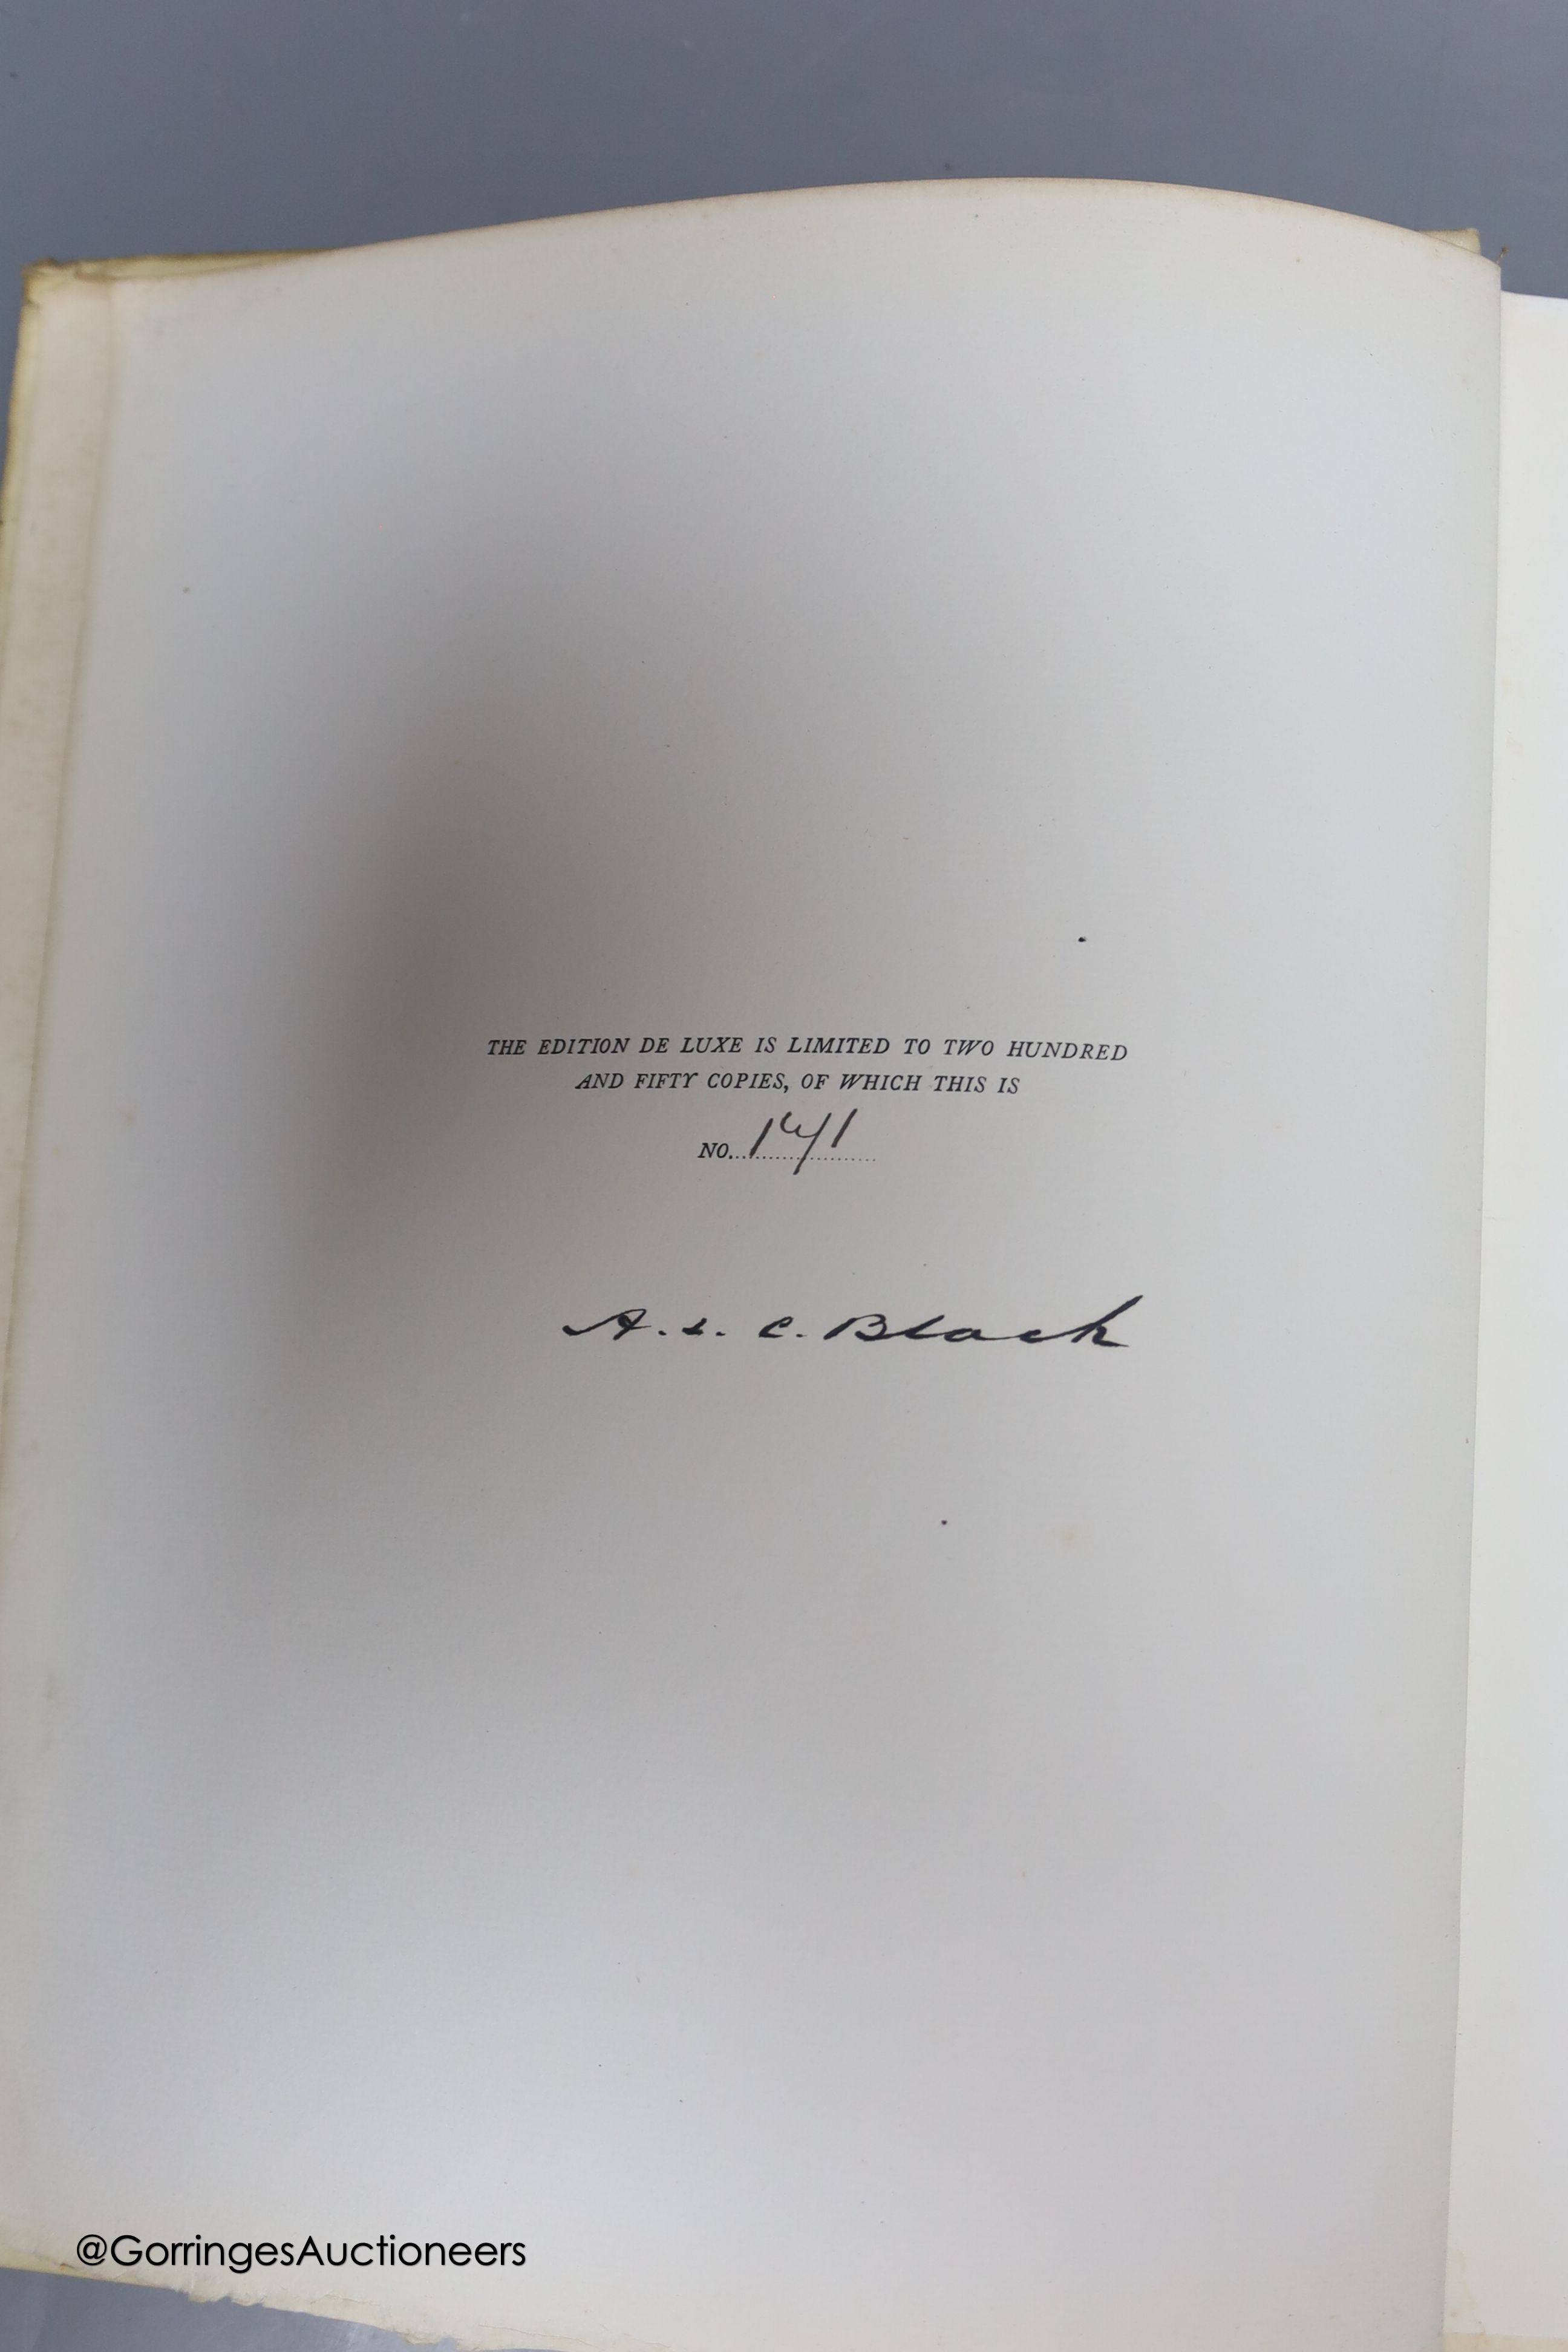 THE EDITION DE LUXE IS LIMITED TO TWO HUNDRED
AND FIFTY COPIES, OF WHICH THIS IS
NO. 141
A. & C. Black
@GorringesAuctioneers